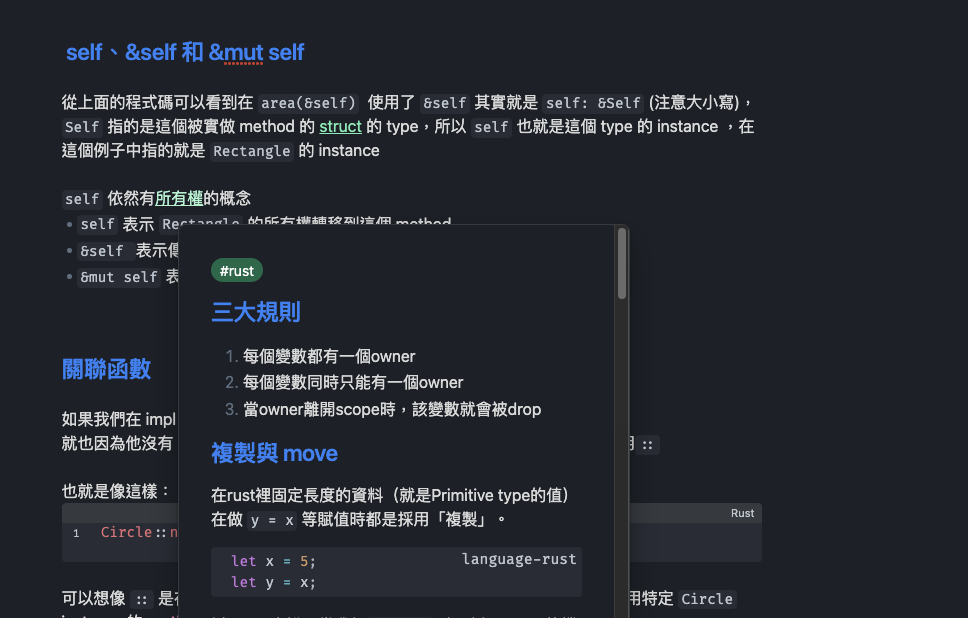 self、&self 和 &mut self
從上面的程式碼可以看到在 area(&self) 使用了 &self 其實就是 self: &Self (注意大小寫)，
Self 指的是這個被實做 method 的 struct 的 type，所以 self 也就是這個 type 的 instance ，在
這個例子中指的就是 Rectangle 的 instance
self 依然有所有權的概念
self 表示 Rectangle 的所有權轉移到這個 method
&self 表示
&mut self 表
#rust
三大規則
1. 每個變數都有一個owner
2. 每個變數同時只能有一個owner
3. 當owner離開scope時，該變數就會被drop
關聯函數
如果我們在 impl
就也因為他沒有
::
複製與 move
在rust裡固定長度的資料（就是Primitive type的值）
在做 y = x 等賦值時都是採用「複製」。
也就是像這樣：
Rust
1 Circle::n
language-rust
let x = 5;
let y = x;
可以想像 :: 是
用特定 Circle